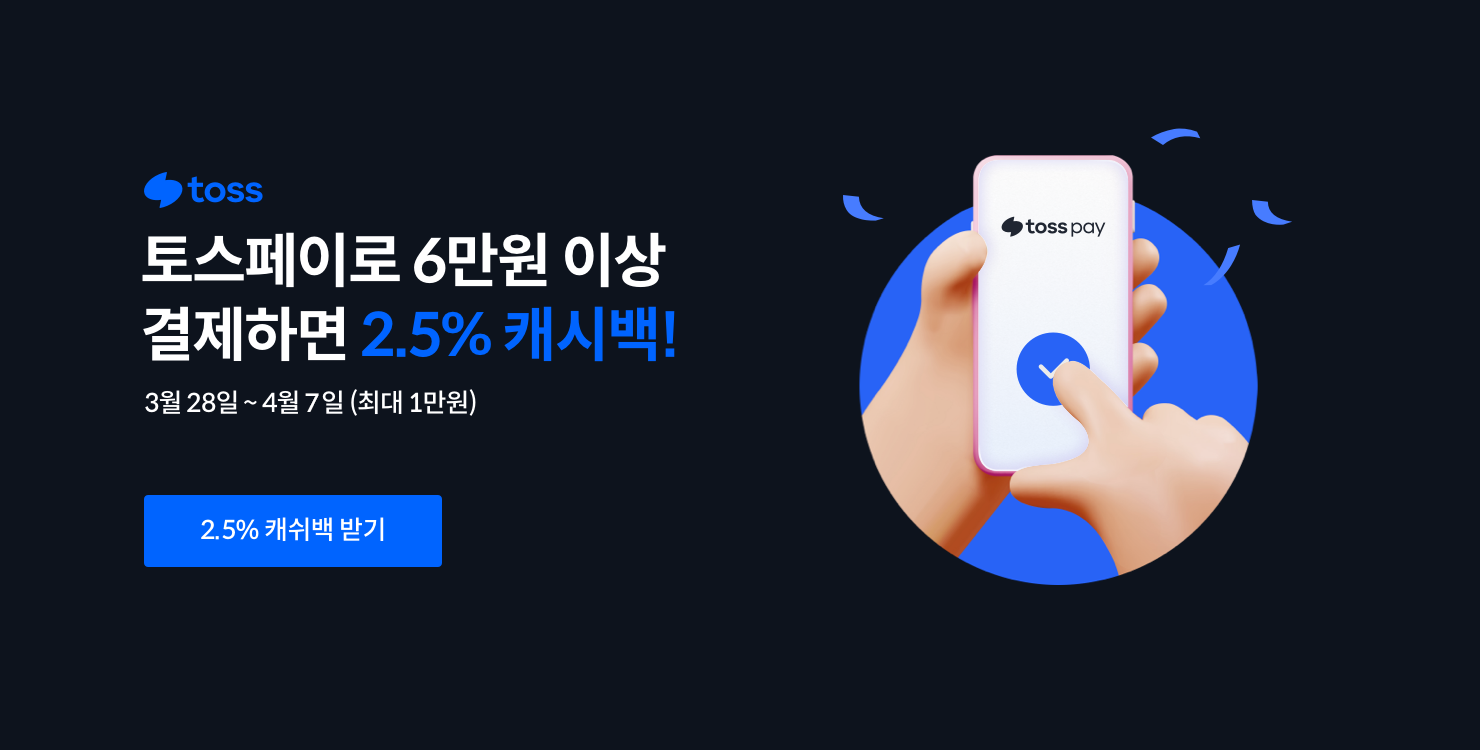 toss
토스페이로 6만원 이상
결제하면 2.5% 캐시백!
3월 28일 ~ 4월 7일 (최대 1만원)
2.5% 캐쉬백 받기
toss pay